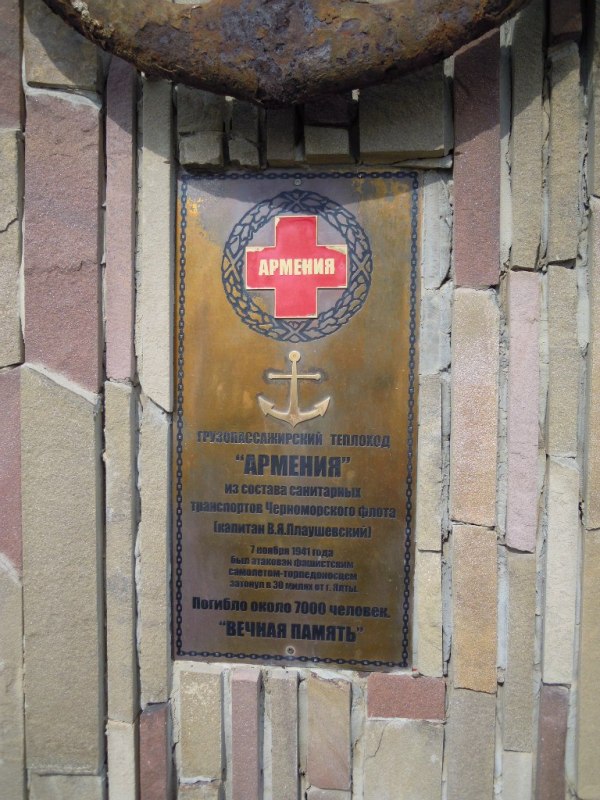 АРМЕНИЯ
ГРУЗОПАССАЖИРСКИЙ ТЕПЛОХОД
"АРМЕНИЯ"
из состава санитарных
транспортов Черноморского флота
(капитан В.Я.Плаушевский)
7 ноября 1941 года
был атакован фашистским
самолетом-торпедоносцем
затонул в 30 милях от г. Ялты.
Погибло около 7000 человек.
"ВЕЧНАЯ ПАМЯТЬ"